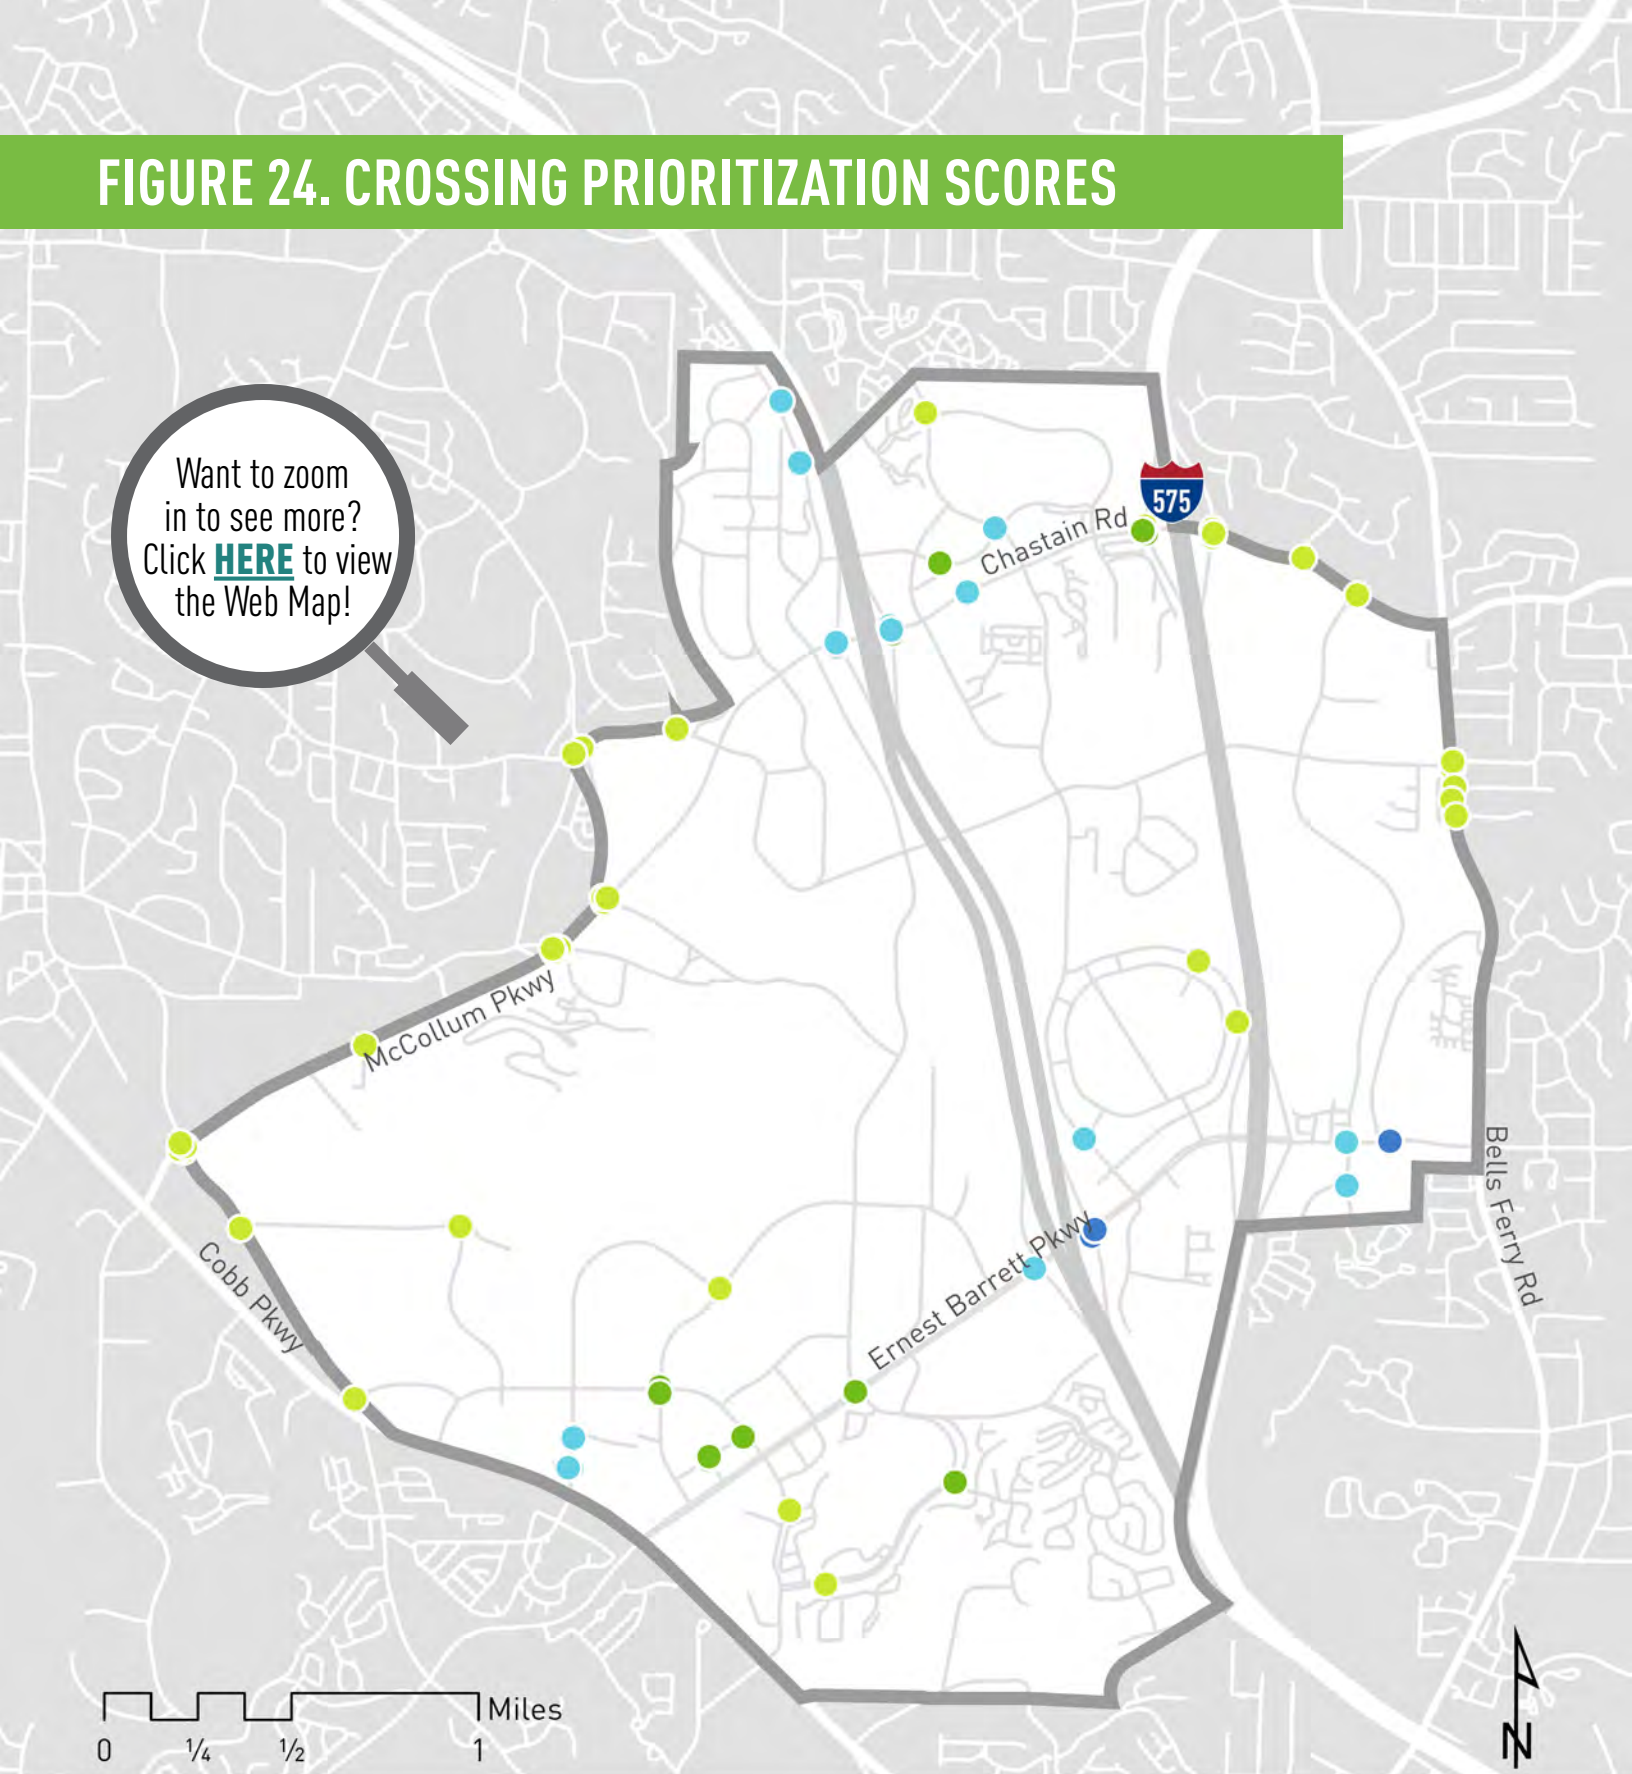 FIGURE 24. CROSSING PRIORITIZATION SCORES
Want to zoom
in to see more?
Click HERE to view
the Web Map!
575
Chastain Rd
McCollum Pkwy
Cobb Pkwy
Ernest Barrett Pkwy
Bells Ferry Rd
Miles
0 ¼ ½ 1
N